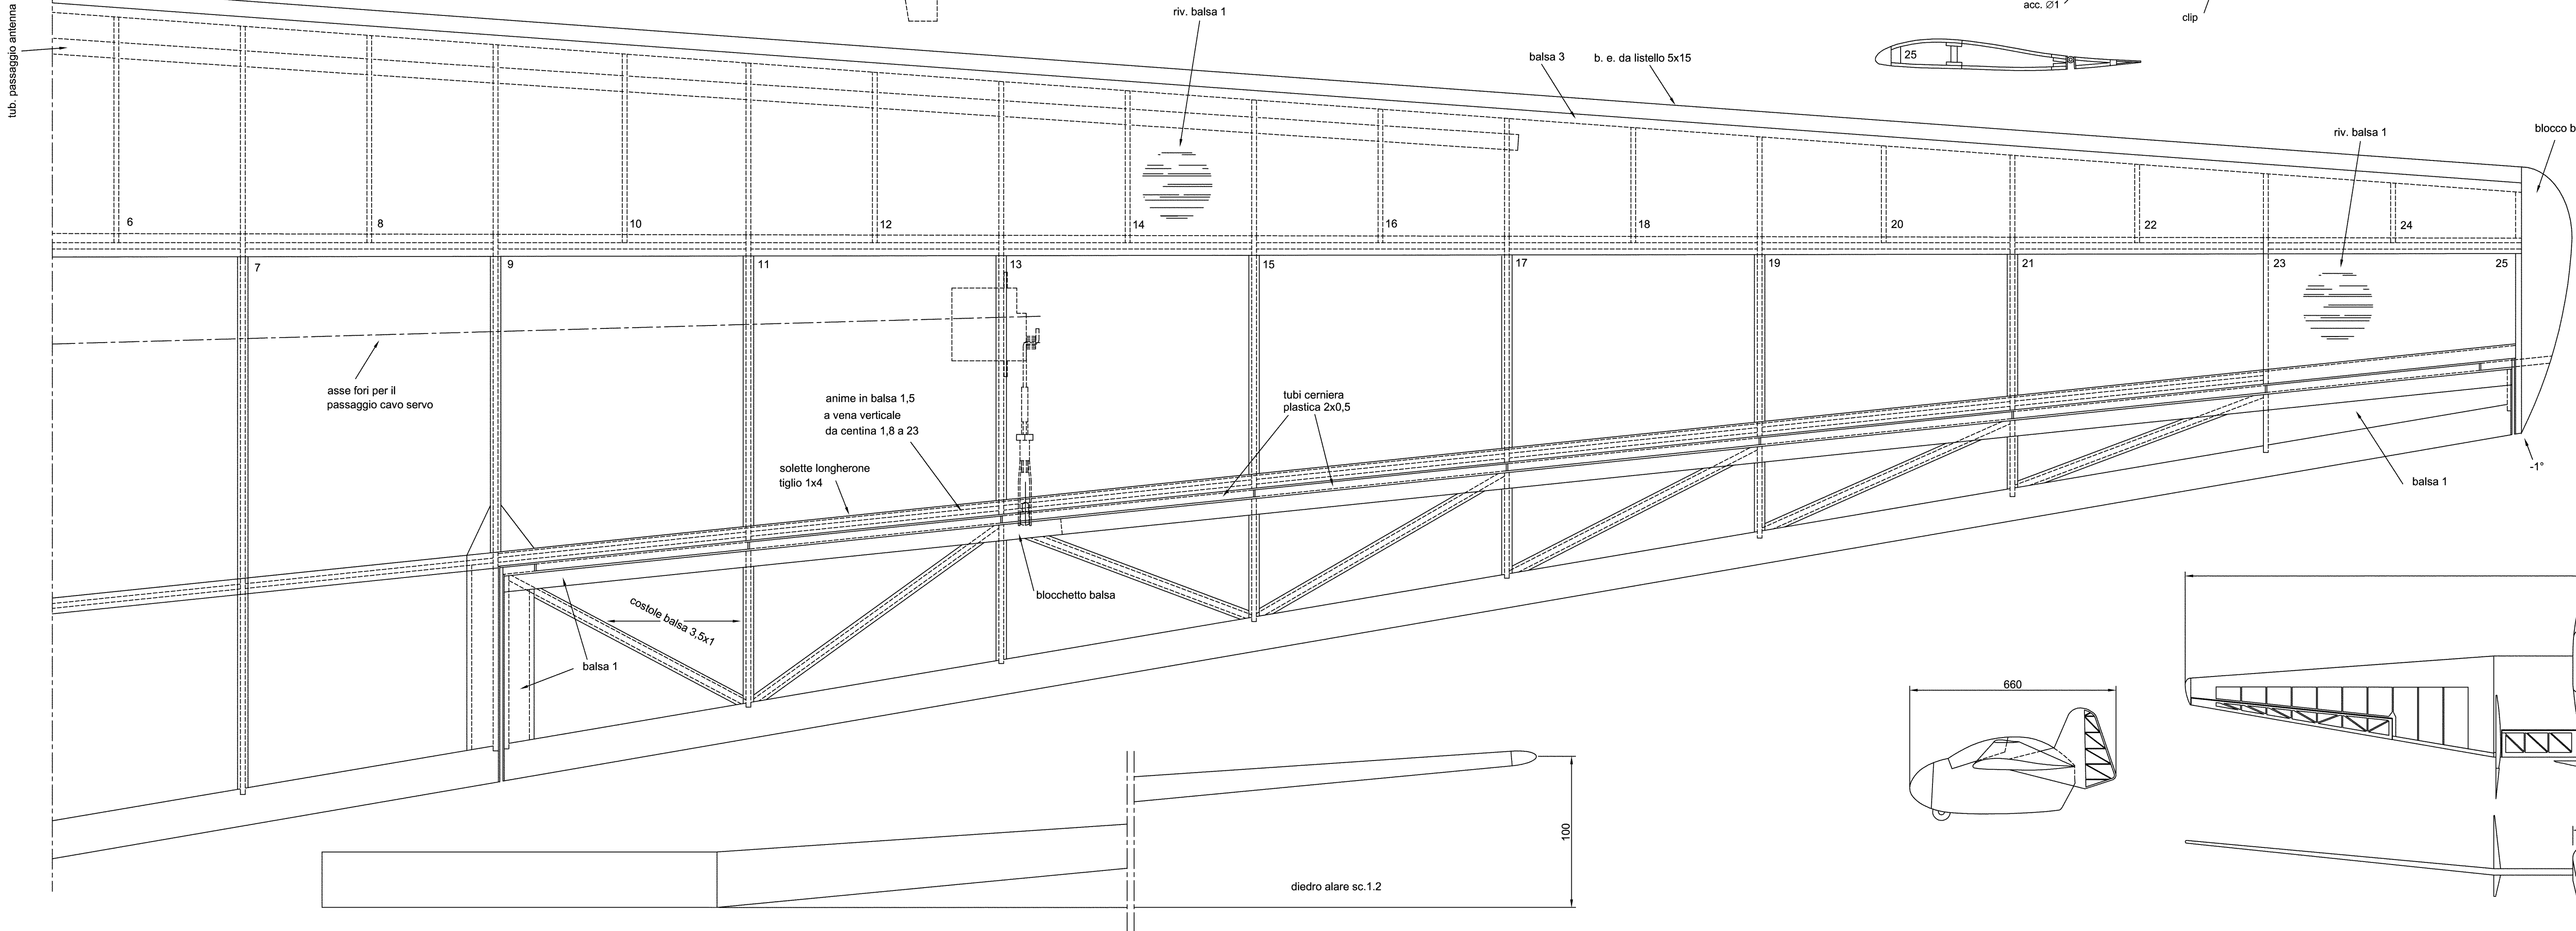 tub. passaggio antenna
riv. balsa 1
acc. Ø1
clip
25
balsa 3
b. e. da listello 5x15
riv. balsa 1
blocco b
6
8
10
12
14
16
18
20
22
24
7
9
11
13
15
17
19
21
23
25
asse fori per il
passaggio cavo servo
anime in balsa 1,5
a vena verticale
da centina 1,8 a 23
solette longherone
tiglio 1x4
tubi cerniera
plastica 2x0,5
-1°
balsa 1
blocchetto balsa
costole balsa 3,5x1
balsa 1
660
100
diedro alare sc.1.2